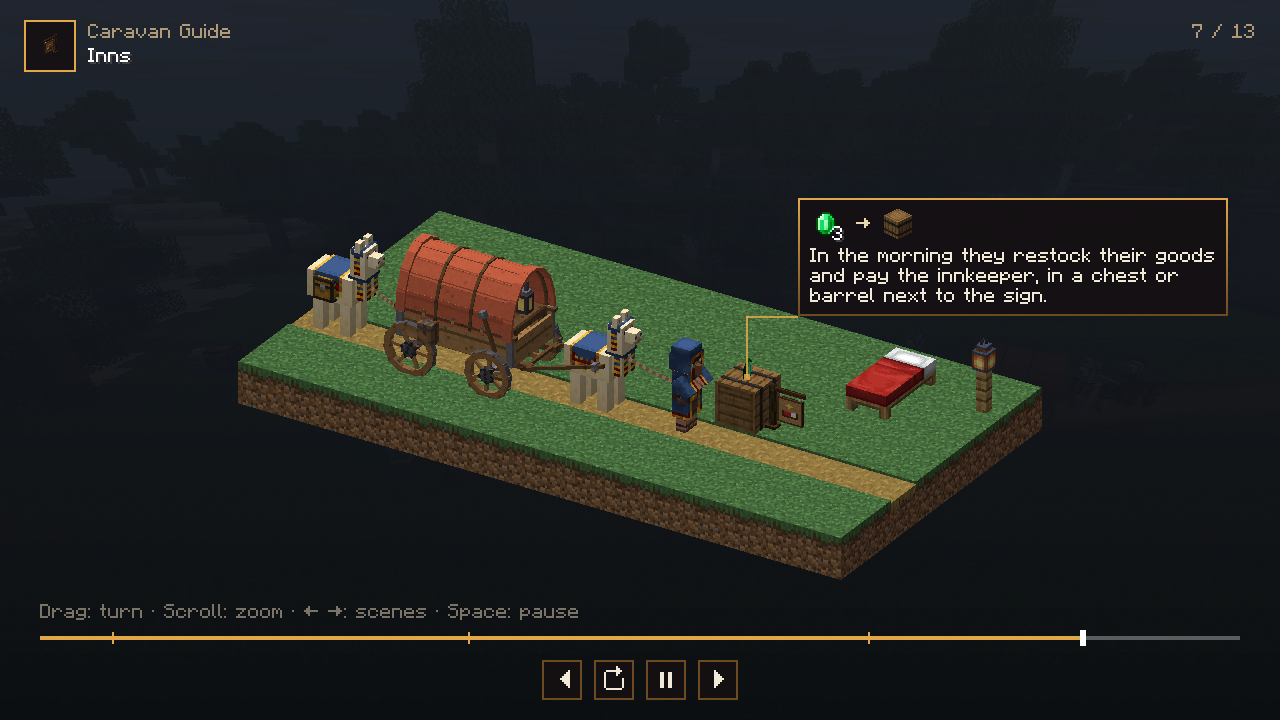 Caravan Guide
Inns
7 / 13
3
In the morning they restock their goods
and pay the innkeeper, in a chest or
barrel next to the sign.
Drag: turn · Scroll: zoom · ← →: scenes · Space: pause